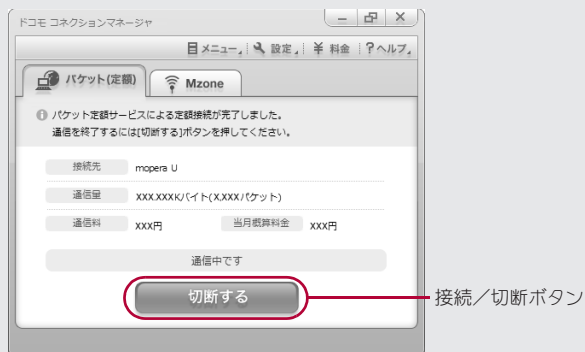 ドコモ コネクションマネージャ
メニュー 設定 ¥ 料金 ?ヘルプ
パケット(定額) Mzone
パケット定額サービスによる定額接続が完了しました。
通信を終了するには[切断する]ボタンを押してください。
接続先 mopera U
通信量 XXX.XXXKバイト(X,XXXパケット)
通信料 XXX円 当月概算料金 XXX円
通信中です
切断する
接続／切断ボタン